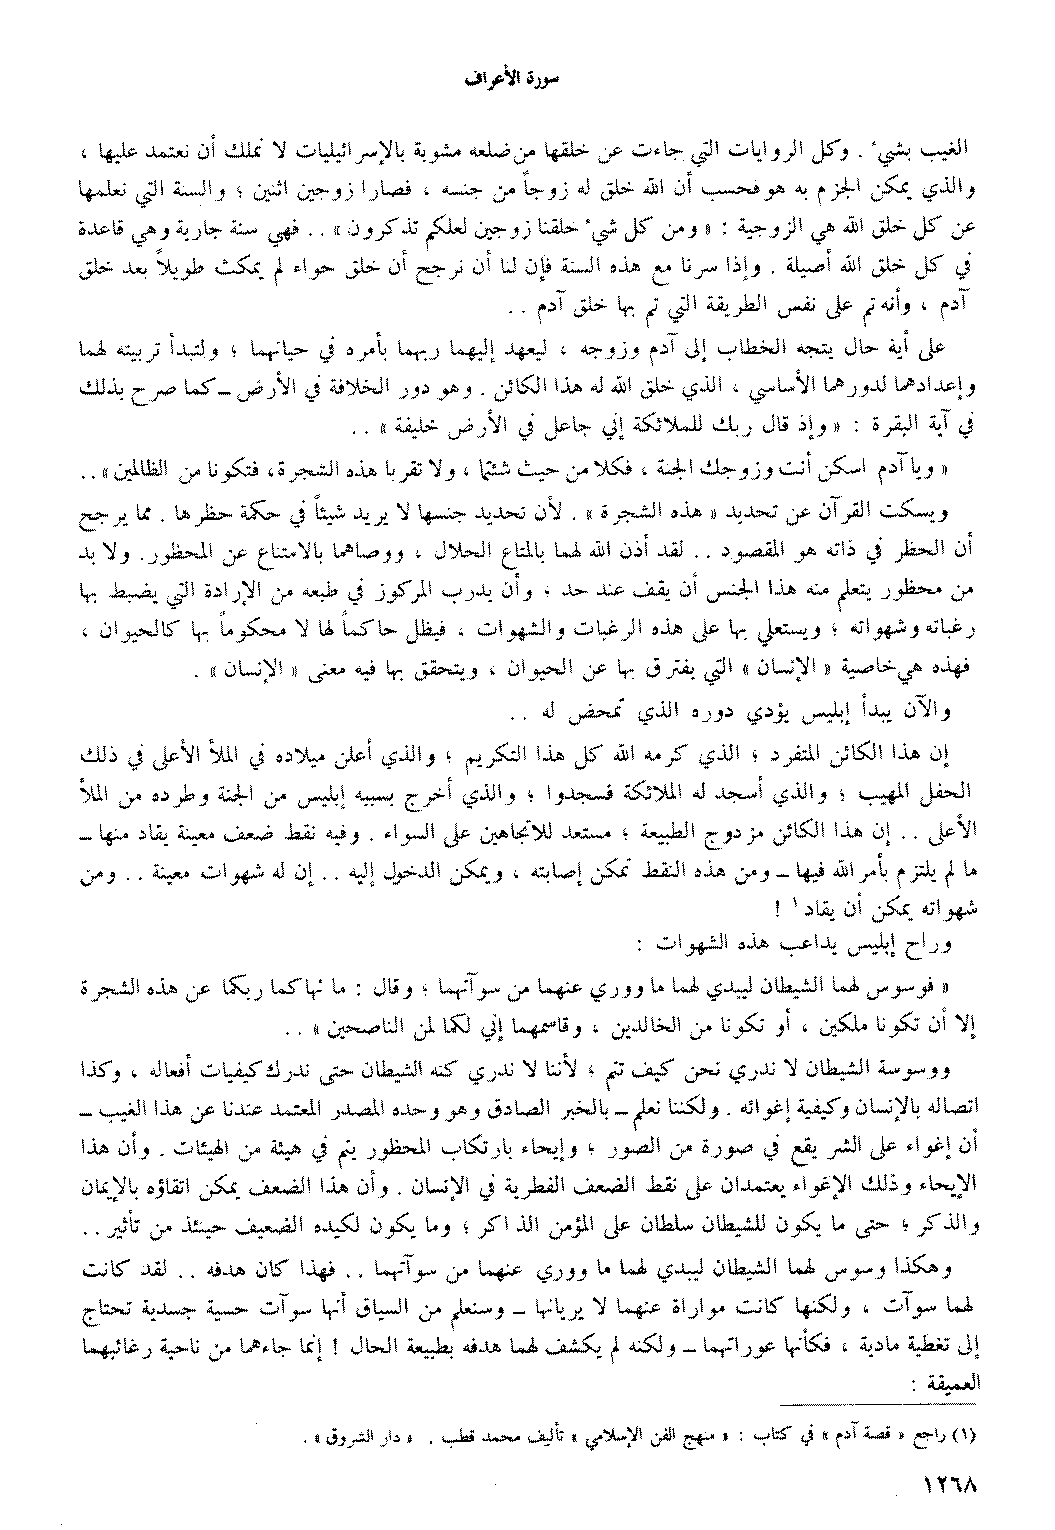 سورة الأعراف
الغيب بشيء . وكل الروايات التي جاءت عن خلقها من ضلعه مشوبة بالإسرائيليات لا نملك أن نعتمد عليها ،
والذي يمكن الجزم به هو فحسب أن الله خلق له زوجاً من جنسه ، فصارا زوجين اثنين ؛ والسنة التي نعلمها
عن كل خلق الله هي الزوجية : « ومن كل شيء خلقنا زوجين لعلكم تذكرون » .. فهي سنة جارية وهي قاعدة
في كل خلق الله أصيلة . وإذا سرنا مع هذه السنة فإن لنا أن نرجح أن خلق حواء لم يمكث طويلاً بعد خلق
آدم ، وأنه تم على نفس الطريقة التي تم بها خلق آدم ..
على أية حال يتجه الخطاب إلى آدم وزوجه ، ليعهد إليهما ربهما بأمره في حياتهما ؛ ولتبدأ تربيته لهما
وإعدادهما لدورهما الأساسي ، الذي خلق الله له هذا الكائن . وهو دور الخلافة في الأرض ــ كما صرح بذلك
في آية البقرة : « وإذ قال ربك للملائكة إني جاعل في الأرض خليفة » ..
« ويا آدم اسكن أنت وزوجك الجنة ، فكلا من حيث شئتما ، ولا تقربا هذه الشجرة، فتكونا من الظالمين» ..
ويسكت القرآن عن تحديد « هذه الشجرة » . لأن تحديد جنسها لا يريد شيئاً في حكمة حظرها . مما يرجح
أن الحظر في ذاته هو المقصود .. لقد أذن الله لهما بالمتاع الحلال ، ووصاهما بالامتناع عن المحظور. ولا بد
من محظور يتعلم منه هذا الجنس أن يقف عند حد ؛ وأن يدرب المركوز في طبعه من الإرادة التي يضبط بها
رغباته وشهواته ؛ ويستعلي بها على هذه الرغبات والشهوات ، فيظل حاكماً لها لا محكوماً بها كالحيوان ،
فهذه هي خاصية « الإنسان » التي يفترق بها عن الحيوان ، ويتحقق بها فيه معنى « الإنسان » .
والآن يبدأ إبليس يؤدي دوره الذي تمحض له ..
إن هذا الكائن المتفرد ؛ الذي كرمه الله كل هذا التكريم ؛ والذي أعلن ميلاده في الملأ الأعلى في ذلك
الحفل المهيب ؛ والذي أسجد له الملائكة فسجدوا ؛ والذي أخرج بسببه إبليس من الجنة وطرده من الملأ
الأعلى .. إن هذا الكائن مزدوج الطبيعة ؛ مستعد للاتجاهين على السواء . وفيه نقط ضعف معينة يقاد منها ــ
ما لم يلتزم بأمر الله فيها ــ ومن هذه النقط تمكن إصابته ، ويمكن الدخول إليه .. إن له شهوات معينة .. ومن
شهواته يمكن أن يقاد ١ !
وراح إبليس يداعب هذه الشهوات :
« فوسوس لهما الشيطان ليبدي لهما ما ووري عنهما من سوآتهما ؛ وقال : ما نهاكما ربكما عن هذه الشجرة
إلا أن تكونا ملكين ، أو تكونا من الخالدين ، وقاسمهما إني لكما لمن الناصحين » ..
ووسوسة الشيطان لا ندري نحن كيف تتم ؛ لأننا لا ندري كنه الشيطان حتى ندرك كيفيات أفعاله ، وكذا
اتصاله بالإنسان وكيفية إغوائه . ولكننا نعلم ــ بالخبر الصادق وهو وحده المصدر المعتمد عندنا عن هذا الغيب ــ
أن إغواء على الشر يقع في صورة من الصور ؛ وإيحاء بارتكاب المحظور يتم في هيئة من الهيئات . وأن هذا
الإيحاء وذلك الإغواء يعتمدان على نقط الضعف الفطرية في الإنسان . وأن هذا الضعف يمكن اتقاؤه بالإيمان
والذكر ؛ حتى ما يكون للشيطان سلطان على المؤمن الذاكر ؛ وما يكون لكيده الضعيف حينئذ من تأثير ..
وهكذا وسوس لهما الشيطان ليبدي لهما ما ووري عنهما من سوآتهما .. فهذا كان هدفه .. لقد كانت
لهما سوآت ، ولكنها كانت مواراة عنهما لا يريانها ــ وسنعلم من السياق أنها سوآت حسية جسدية تحتاج
إلى تغطية مادية ، فكأنها عوراتهما ــ ولكنه لم يكشف لهما هدفه بطبيعة الحال ! إنما جاءهما من ناحية رغائبهما
العميقة :
(١) راجع « قصة آدم » في كتاب : « منهج الفن الإسلامي » تأليف محمد قطب . « دار الشروق » .
١٢٦٨